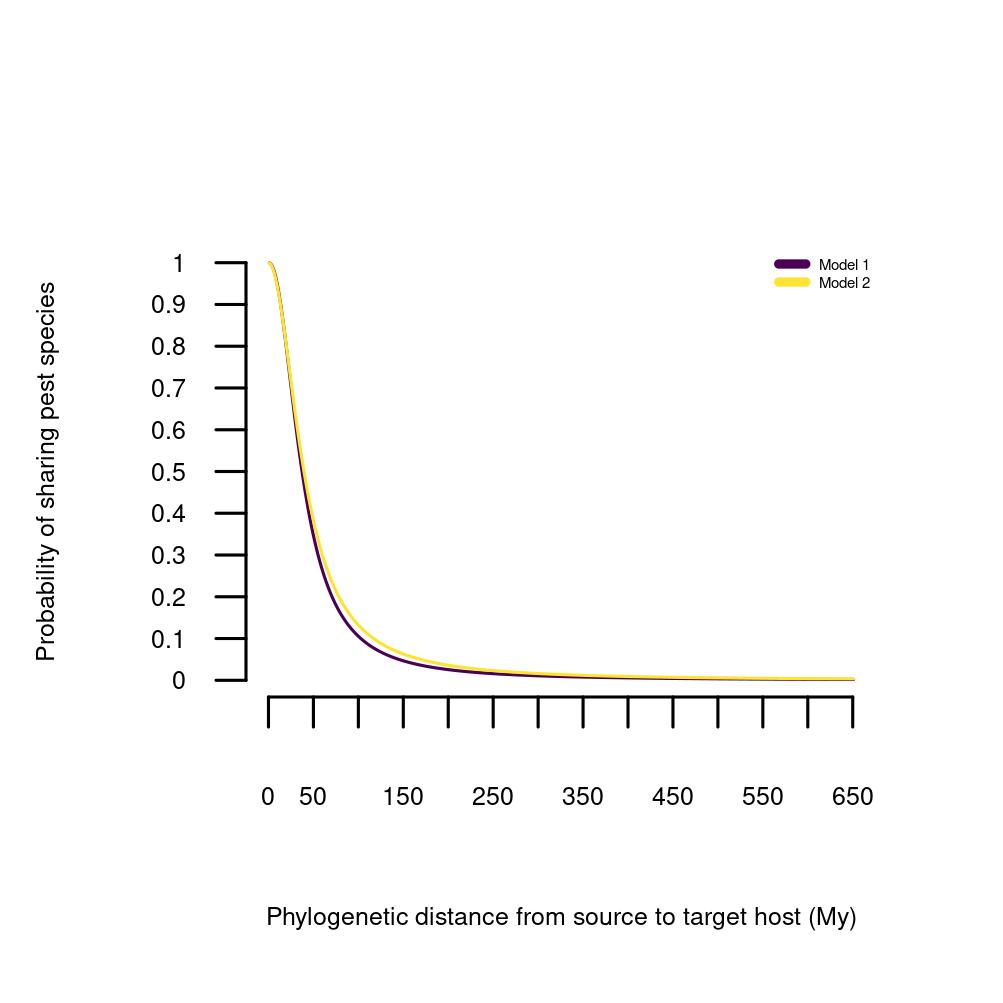 Model 1
Model 2
Probability of sharing pest species
1
0.9
0.8
0.7
0.6
0.5
0.4
0.3
0.2
0.1
0
0 50 150 250 350 450 550 650
Phylogenetic distance from source to target host (My)